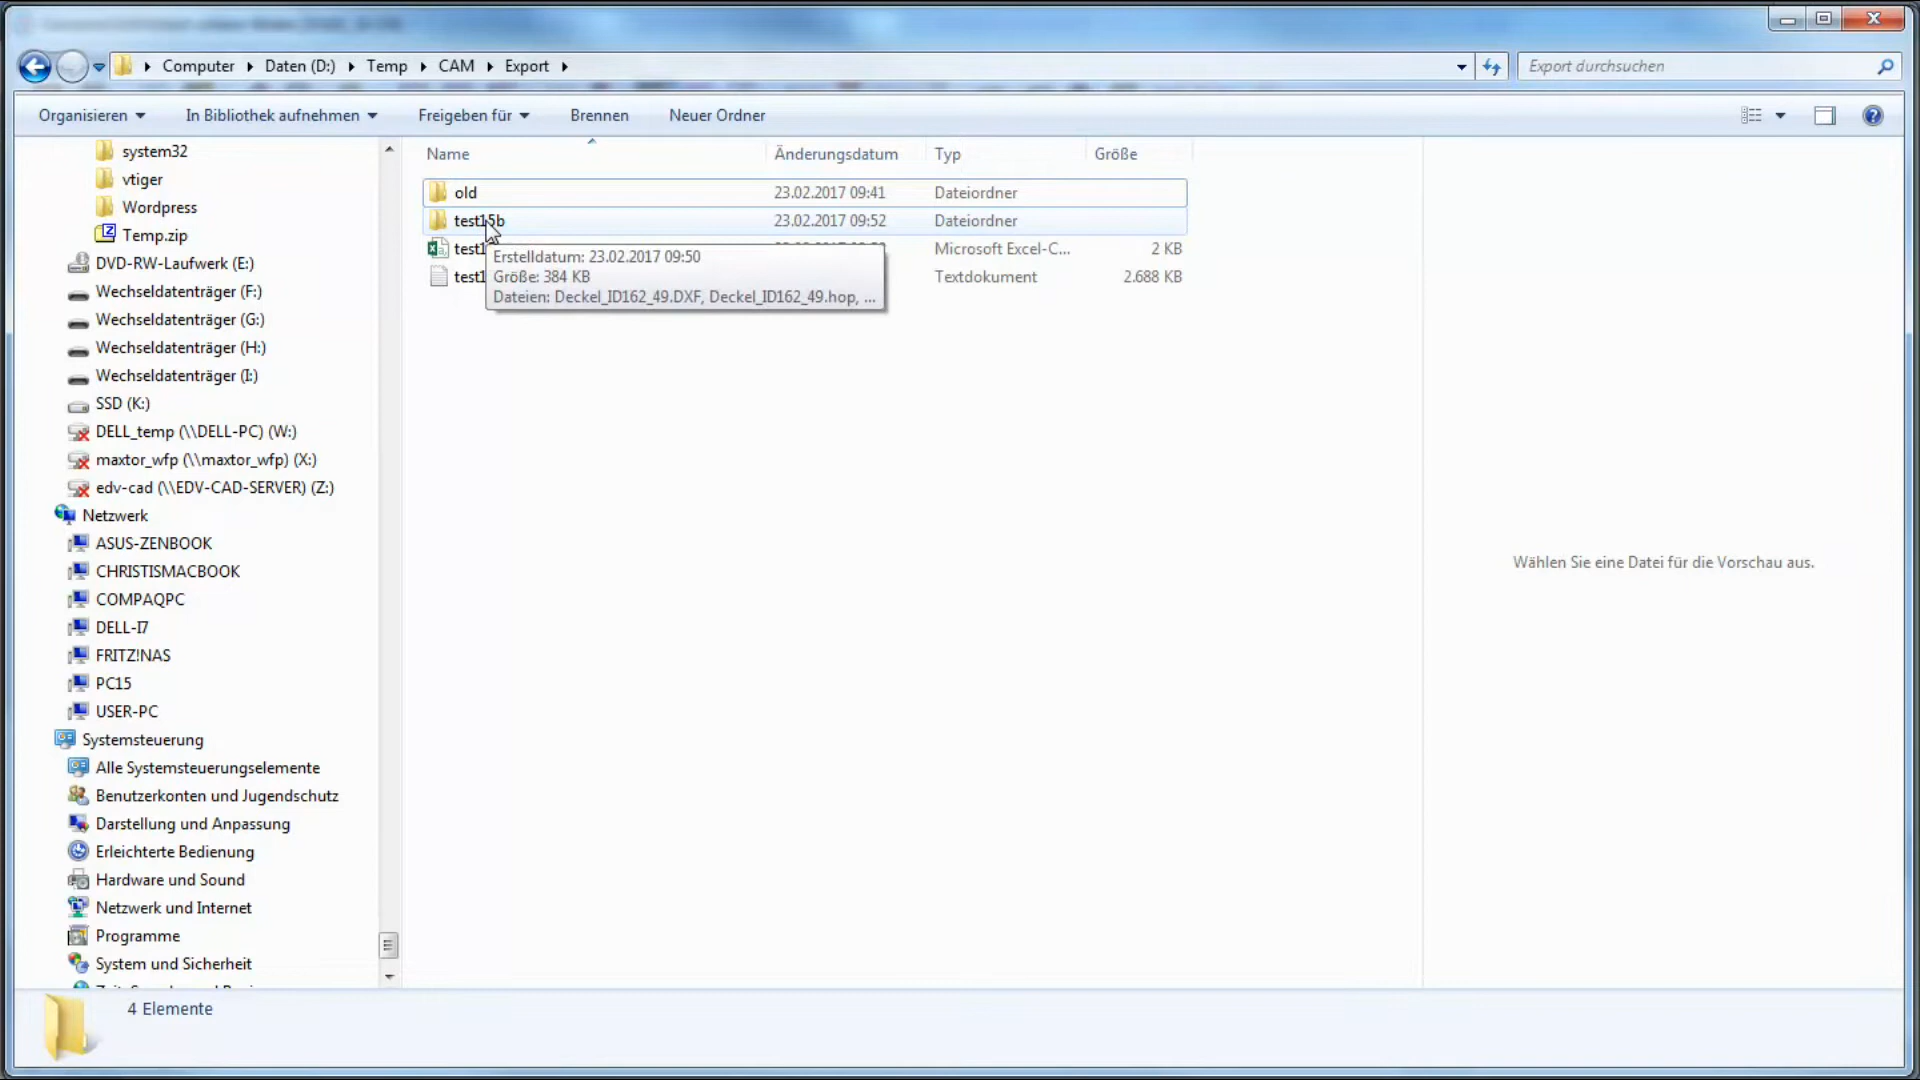 Computer Daten (D:) Temp CAM Export
Export durchsuchen
Organisieren In Bibliothek aufnehmen Freigeben für Brennen Neuer Ordner
system32
vtiger
Wordpress
Temp.zip
DVD-RW-Laufwerk (E:)
Wechseldatenträger (F:)
Wechseldatenträger (G:)
Wechseldatenträger (H:)
Wechseldatenträger (I:)
SSD (K:)
DELL_temp (\\DELL-PC) (W:)
maxtor_wfp (\\maxtor_wfp) (X:)
edv-cad (\\EDV-CAD-SERVER) (Z:)
Netzwerk
ASUS-ZENBOOK
CHRISTISMACBOOK
COMPAQPC
DELL-I7
FRITZ!NAS
PC15
USER-PC
Systemsteuerung
Alle Systemsteuerungselemente
Benutzerkonten und Jugendschutz
Darstellung und Anpassung
Erleichterte Bedienung
Hardware und Sound
Netzwerk und Internet
Programme
System und Sicherheit
Name Änderungsdatum Typ Größe
old 23.02.2017 09:41 Dateiordner
test15b 23.02.2017 09:52 Dateiordner
Microsoft Excel-C... 2 KB
Textdokument 2.688 KB
Erstelldatum: 23.02.2017 09:50
Größe: 384 KB
Dateien: Deckel_ID162_49.DXF, Deckel_ID162_49.hop, ...
Wählen Sie eine Datei für die Vorschau aus.
4 Elemente